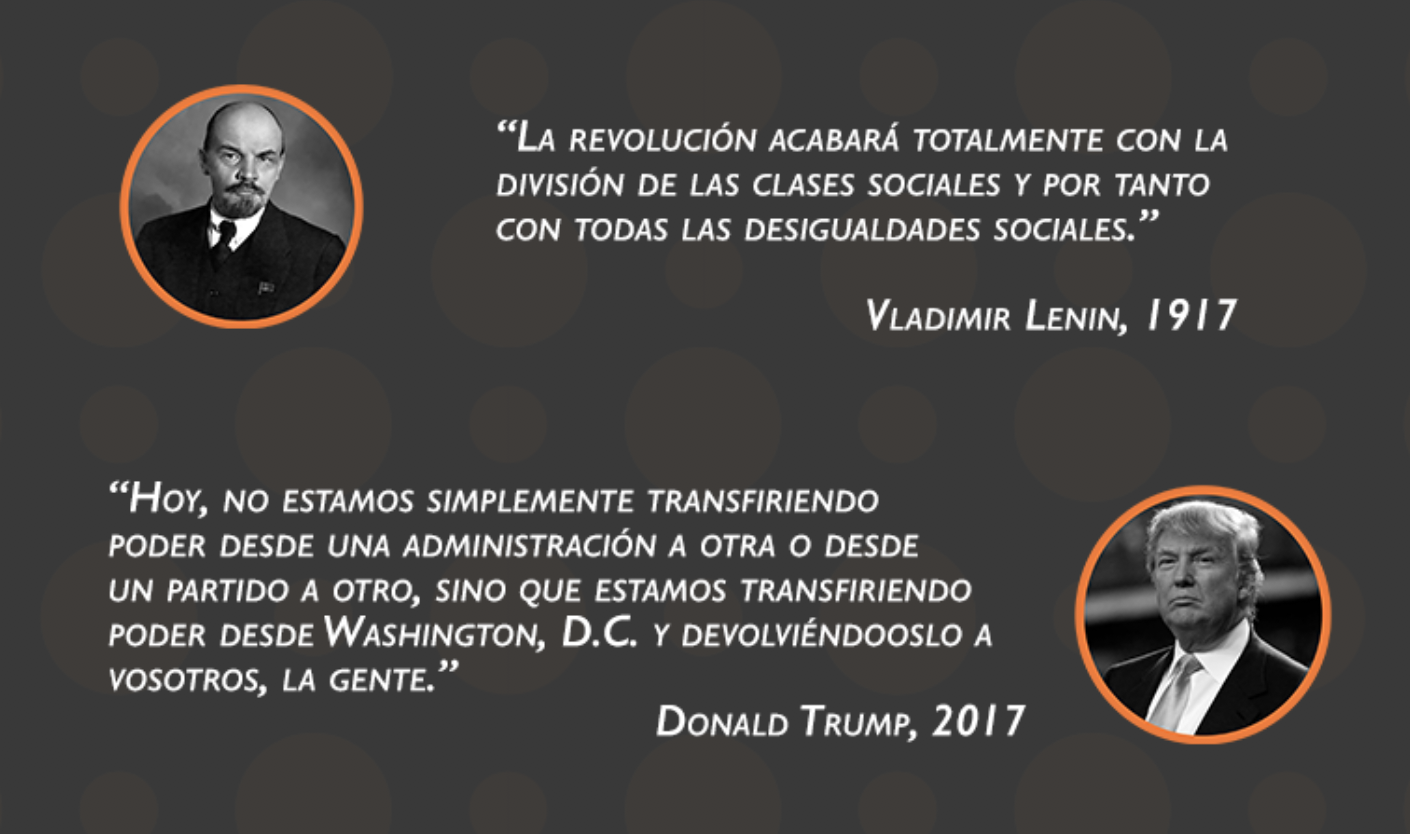 “La revolución acabará totalmente con la
división de las clases sociales y por tanto
con todas las desigualdades sociales.”
Vladimir Lenin, 1917
“Hoy, no estamos simplemente transfiriendo
poder desde una administración a otra o desde
un partido a otro, sino que estamos transfiriendo
poder desde Washington, D.C. y devolviéndooslo a
vosotros, la gente.”
Donald Trump, 2017